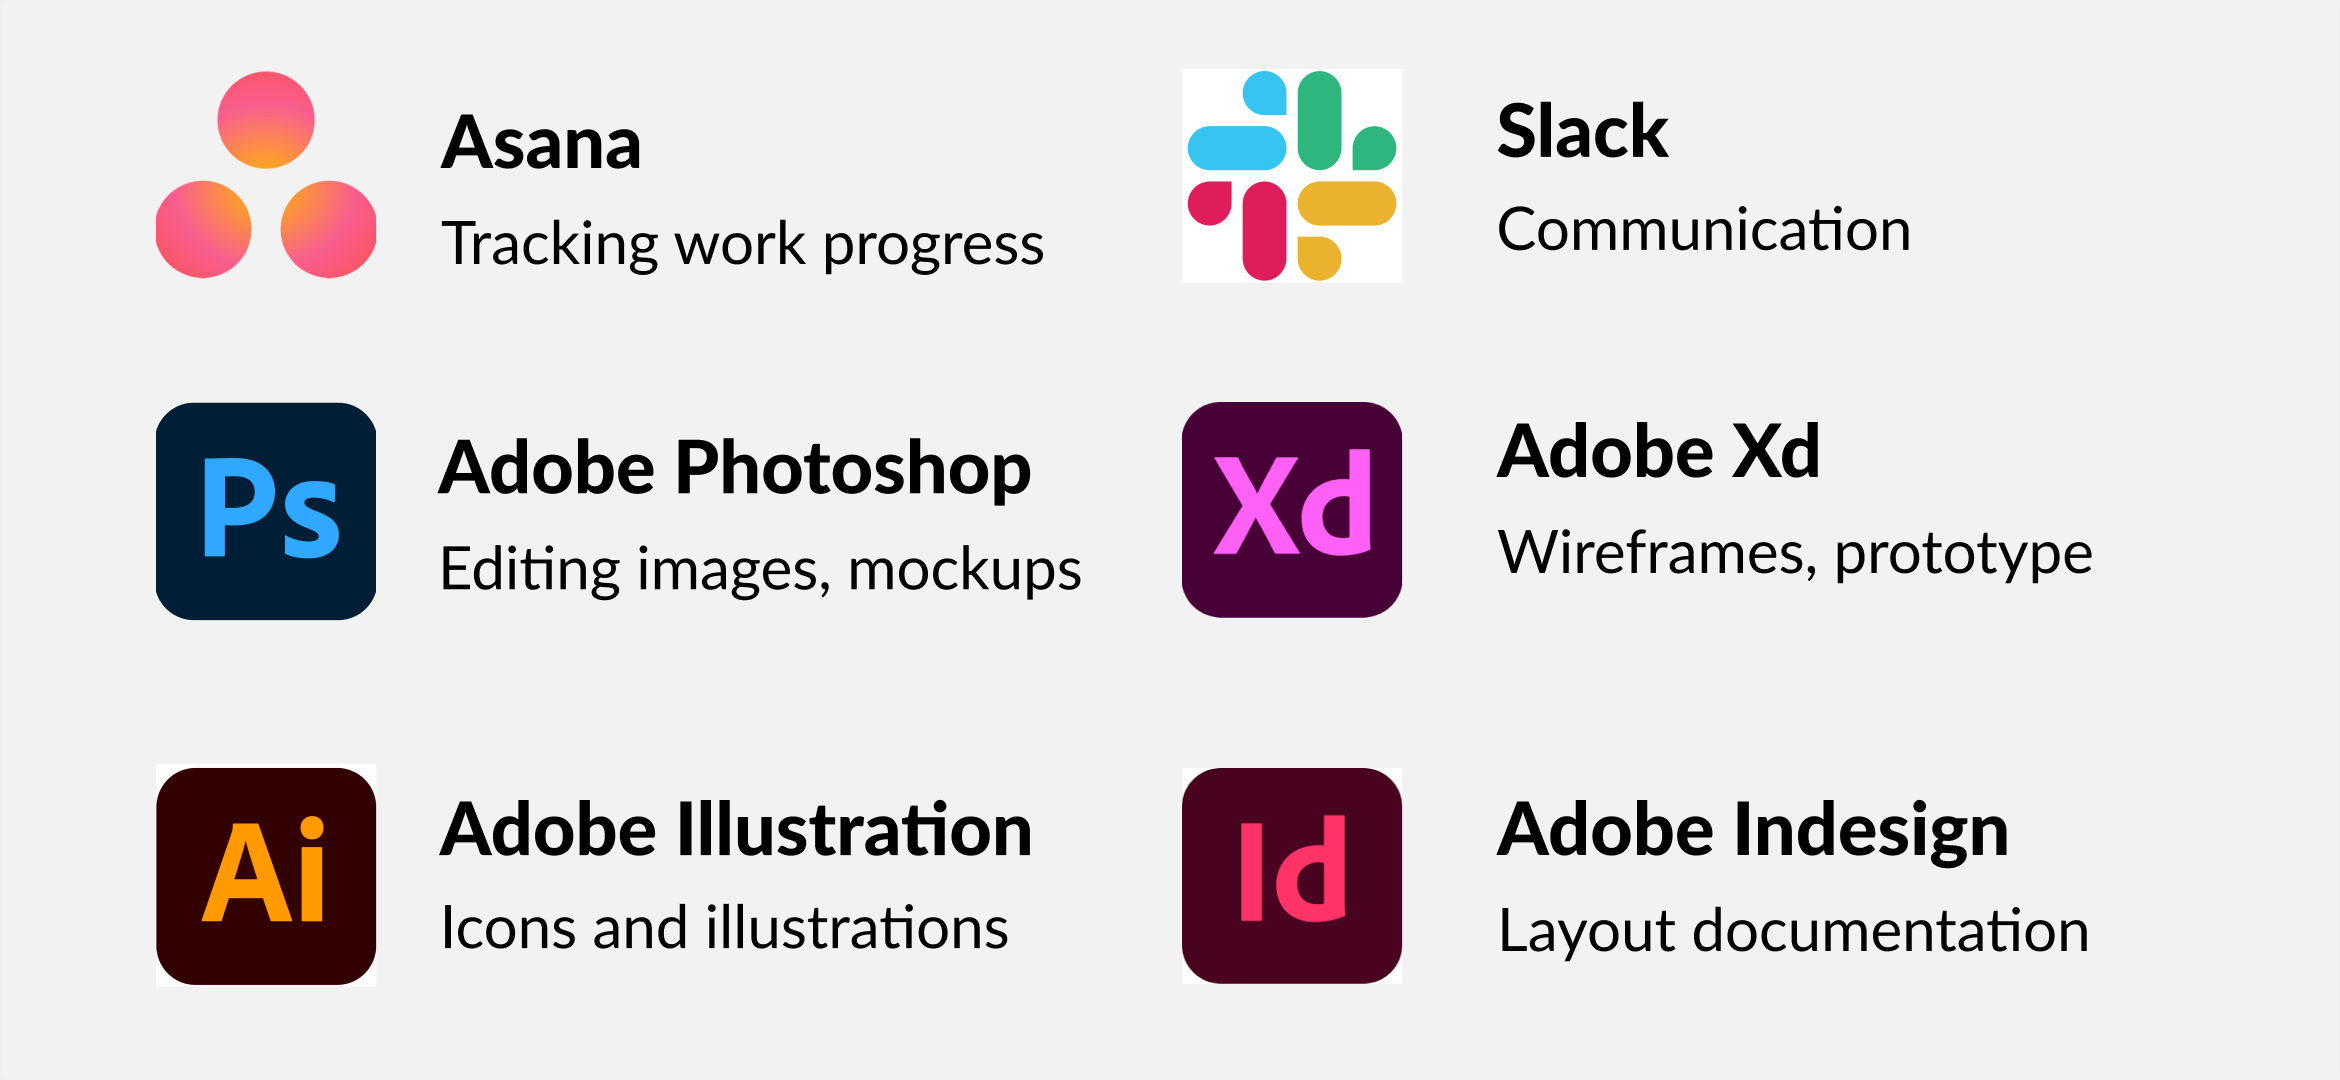 Asana
Tracking work progress
Slack
Communication
Ps
Adobe Photoshop
Editing images, mockups
Xd
Adobe Xd
Wireframes, prototype
Ai
Adobe Illustration
Icons and illustrations
Id
Adobe Indesign
Layout documentation